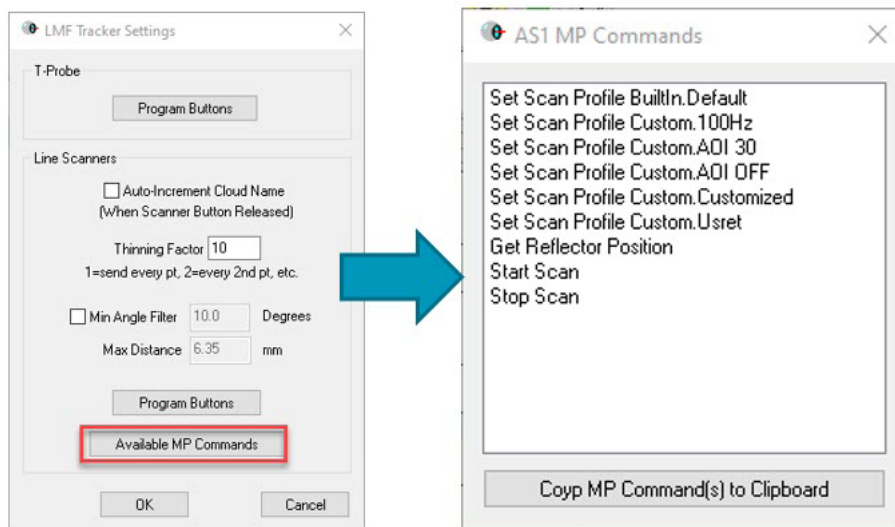 LMF Tracker Settings
T-Probe
Program Buttons
Line Scanners
Auto-Increment Cloud Name
(When Scanner Button Released)
Thinning Factor 10
1=send every pt, 2=every 2nd pt, etc.
Min Angle Filter 10.0 Degrees
Max Distance 6.35 mm
Program Buttons
Available MP Commands
OK Cancel
AS1 MP Commands
Set Scan Profile BuiltIn.Default
Set Scan Profile Custom.100Hz
Set Scan Profile Custom.AOI 30
Set Scan Profile Custom.AOI OFF
Set Scan Profile Custom.Customized
Set Scan Profile Custom.Usret
Get Reflector Position
Start Scan
Stop Scan
Coyp MP Command(s) to Clipboard